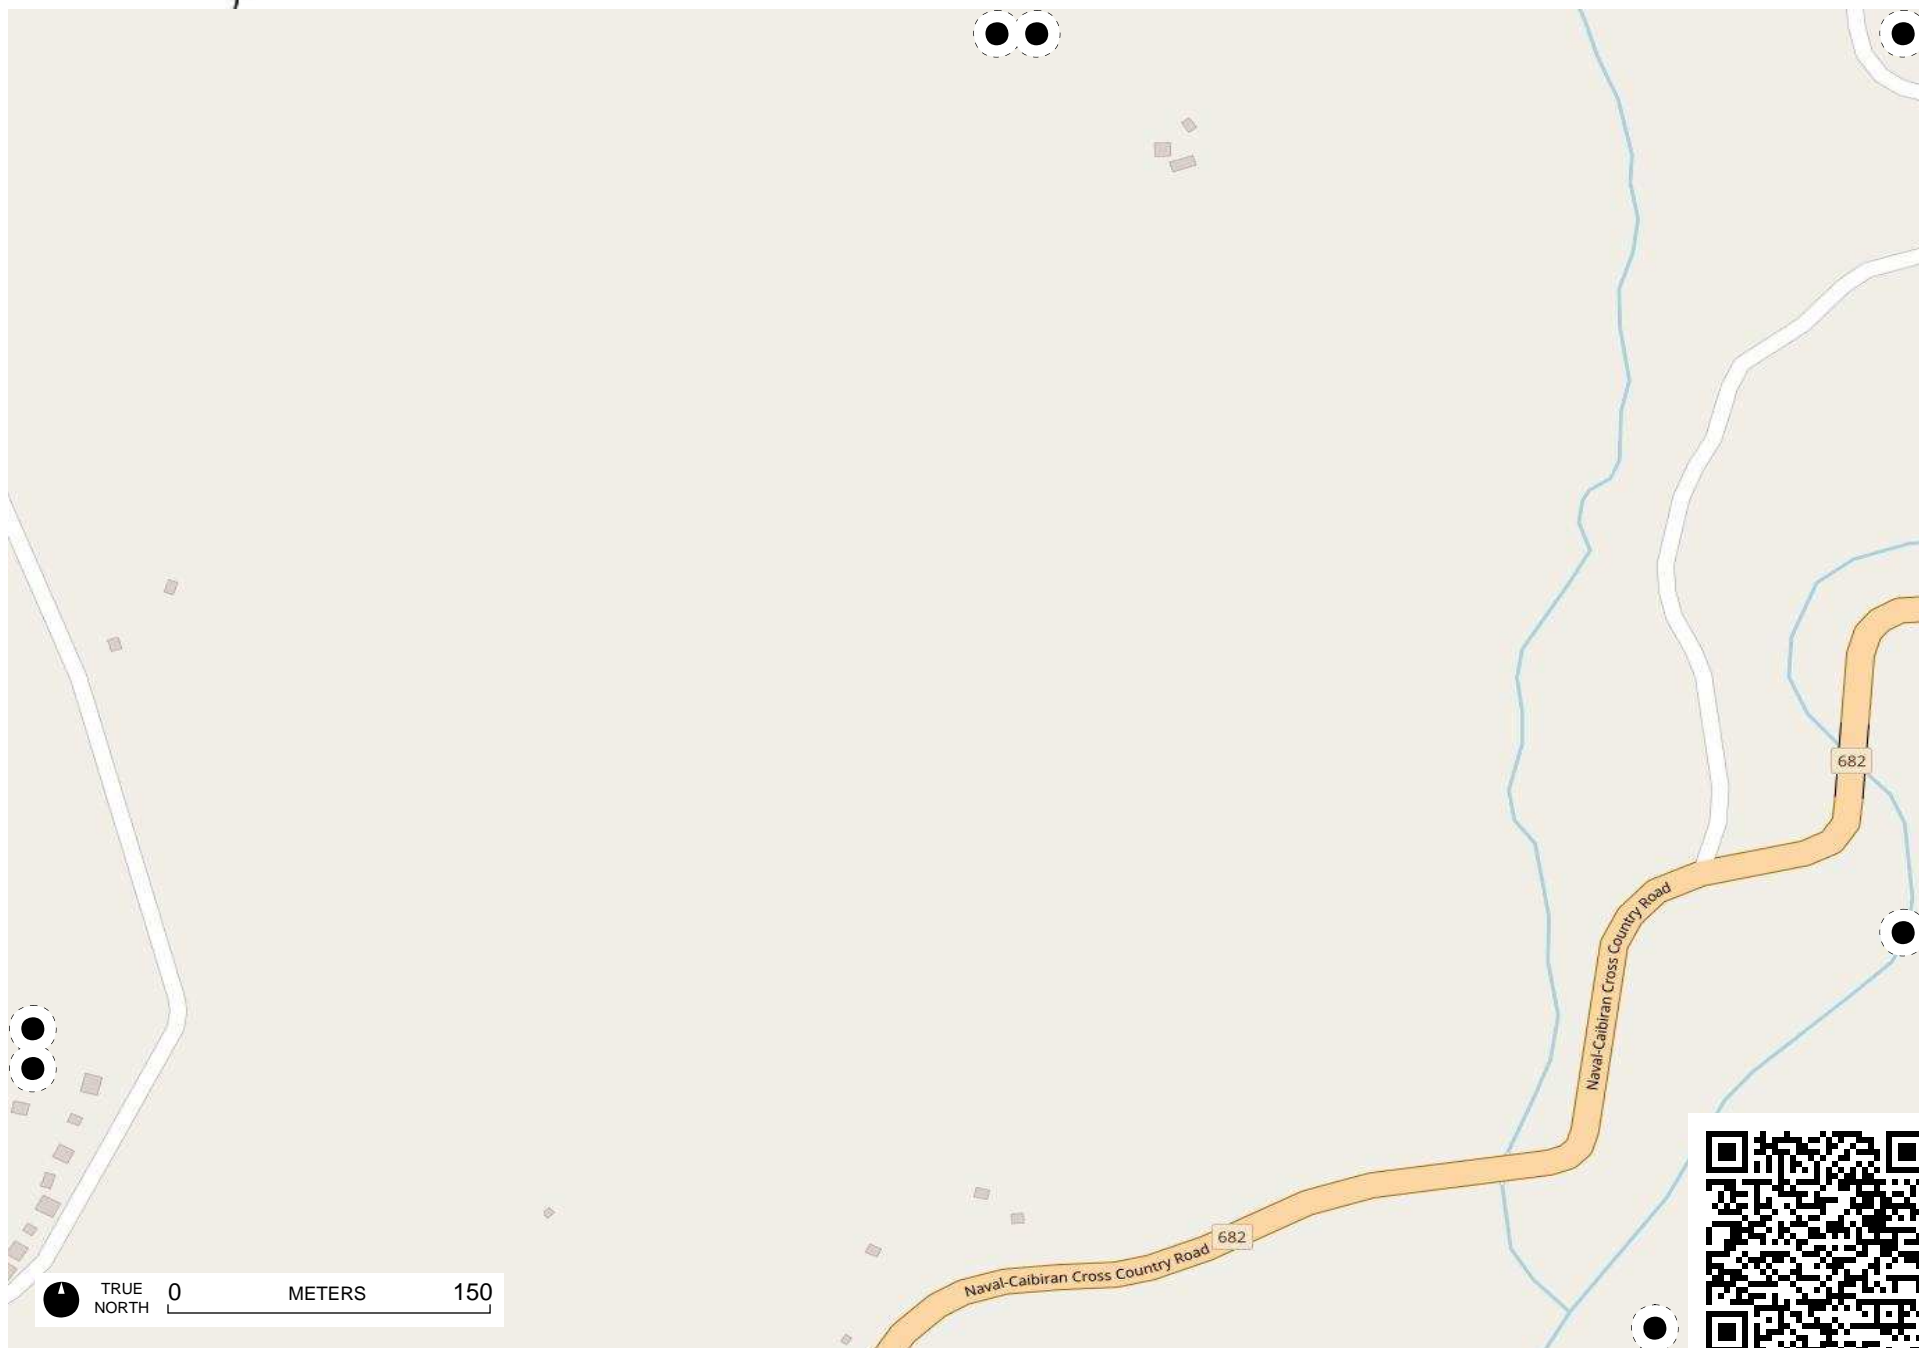 682
Naval-Caibiran Cross Country Road
682
Naval-Caibiran Cross Country Road
TRUE NORTH
0 METERS 150